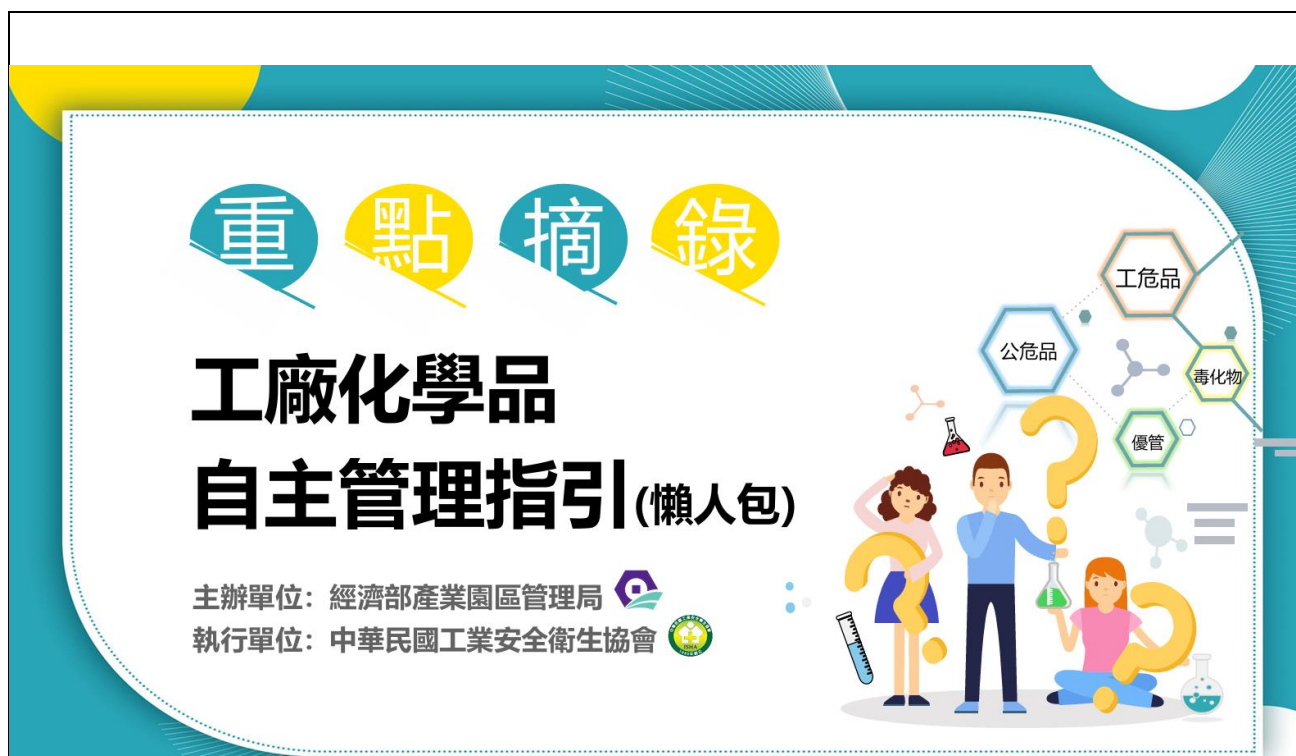 重點摘錄
工廠化學品
自主管理指引(懶人包)
主辦單位：經濟部產業園區管理局
執行單位：中華民國工業安全衛生協會
工危品
公危品
毒化物
優管